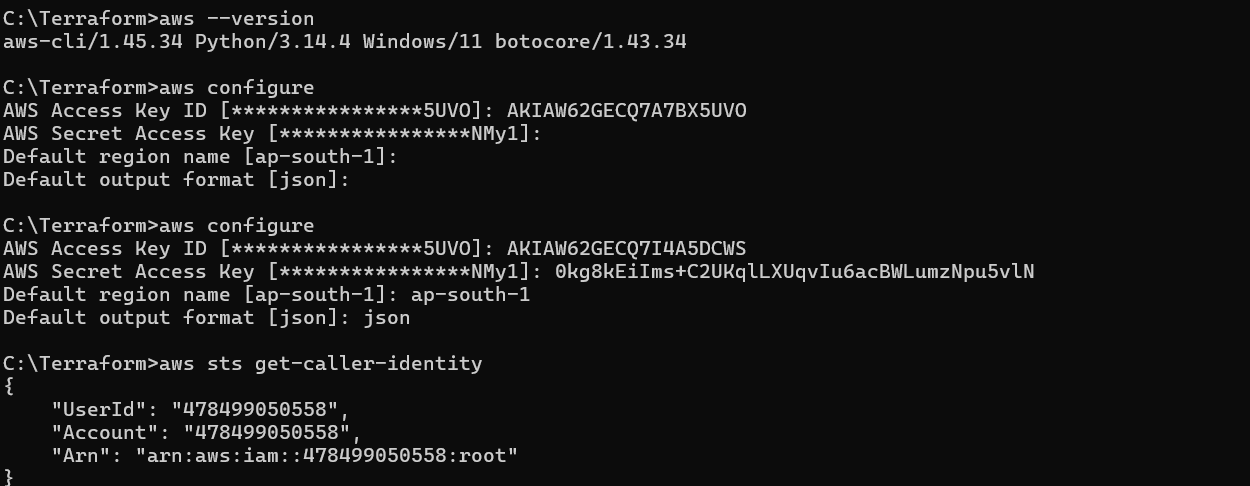 C:\Terraform>aws --version
aws-cli/1.45.34 Python/3.14.4 Windows/11 botocore/1.43.34
C:\Terraform>aws configure
AWS Access Key ID [****************5UVO]: AKIAW62GECQ7A7BX5UVO
AWS Secret Access Key [****************NMy1]:
Default region name [ap-south-1]:
Default output format [json]:
C:\Terraform>aws configure
AWS Access Key ID [****************5UVO]: AKIAW62GECQ7I4A5DCWS
AWS Secret Access Key [****************NMy1]: 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
Default region name [ap-south-1]: ap-south-1
Default output format [json]: json
C:\Terraform>aws sts get-caller-identity
{
"UserId": "478499050558",
"Account": "478499050558",
"Arn": "arn:aws:iam::478499050558:root"
}